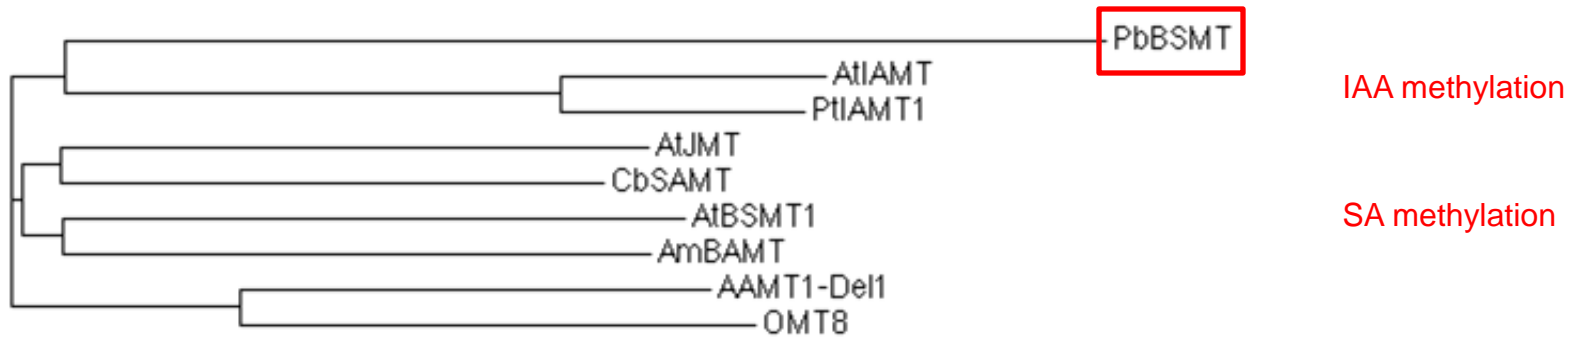 PbBSMT
AtIAMT
IAA methylation
PtIAMT1
AtJMT
CbSAMT
AtBSMT1
SA methylation
AmBAMT
AAMT1-Del1
OMT8